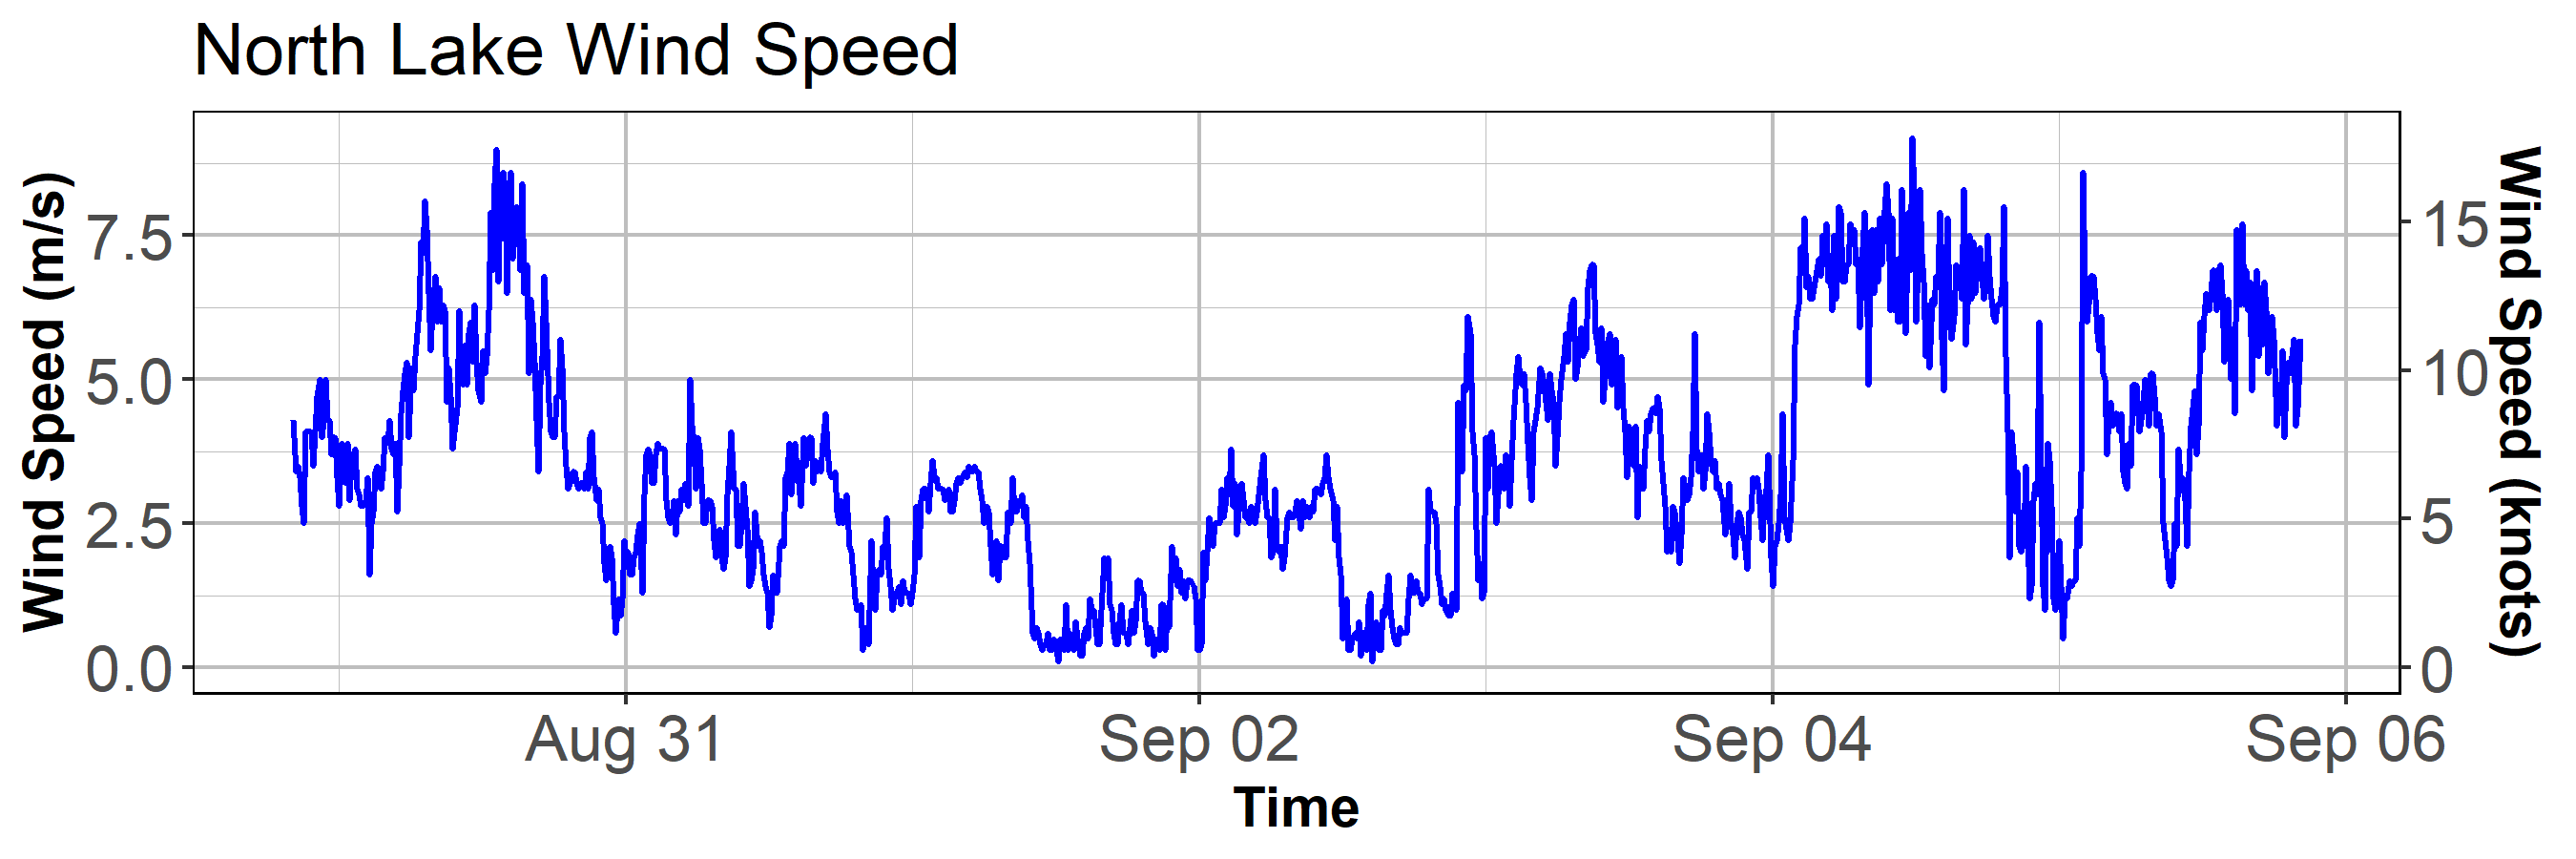 North Lake Wind Speed
Wind Speed (m/s)
7.5
5.0
2.5
0.0
15
10
5
0
Wind Speed (knots)
Aug 31
Sep 02
Sep 04
Sep 06
Time